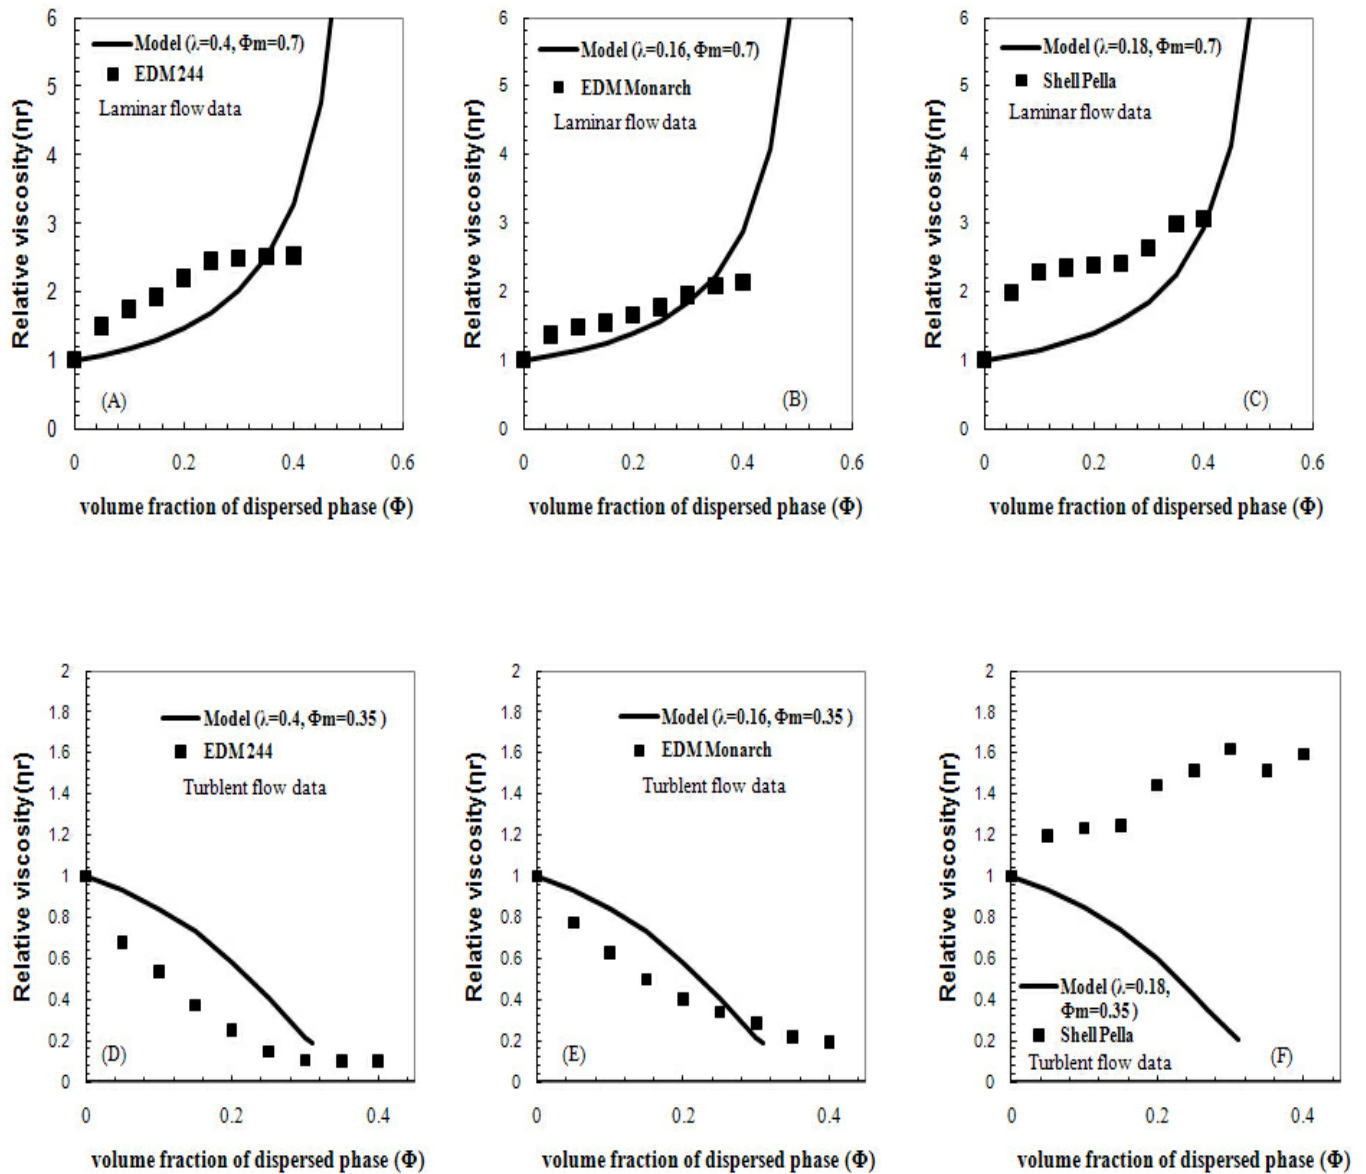 6
5
4
3
2
1
0
Relative viscosity(ηr)
Model (λ=0.4, Φm=0.7)
EDM 244
Laminar flow data
(A)
0 0.2 0.4 0.6
volume fraction of dispersed phase (Φ)
6
5
4
3
2
1
0
Relative viscosity(ηr)
Model (λ=0.16, Φm=0.7)
EDM Monarch
Laminar flow data
(B)
0 0.2 0.4 0.6
volume fraction of dispersed phase (Φ)
6
5
4
3
2
1
0
Relative viscosity(ηr)
Model (λ=0.18, Φm=0.7)
Shell Pella
Laminar flow data
(C)
0 0.2 0.4 0.6
volume fraction of dispersed phase (Φ)
2
1.8
1.6
1.4
1.2
1
0.8
0.6
0.4
0.2
0
Relative viscosity(ηr)
Model (λ=0.4, Φm=0.35 )
EDM 244
Turblent flow data
(D)
0 0.2 0.4
volume fraction of dispersed phase (Φ)
2
1.8
1.6
1.4
1.2
1
0.8
0.6
0.4
0.2
0
Relative viscosity(ηr)
Model (λ=0.16, Φm=0.35 )
EDM Monarch
Turblent flow data
(E)
0 0.2 0.4
volume fraction of dispersed phase (Φ)
2
1.8
1.6
1.4
1.2
1
0.8
0.6
0.4
0.2
0
Relative viscosity(ηr)
Model (λ=0.18,
Φm=0.35 )
Shell Pella
Turblent flow data
(F)
0 0.2 0.4
volume fraction of dispersed phase (Φ)